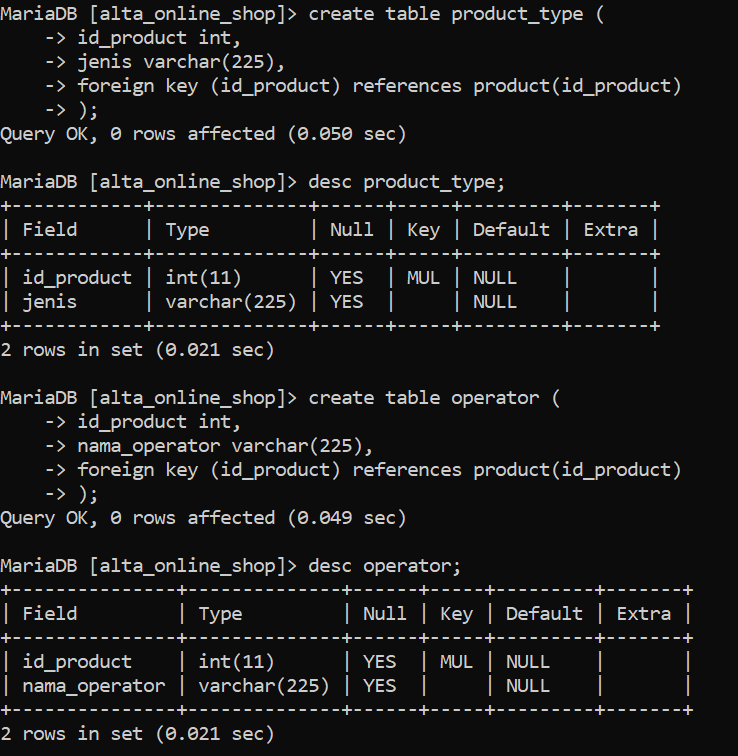 MariaDB [alta_online_shop]> create table product_type (
    -> id_product int,
    -> jenis varchar(225),
    -> foreign key (id_product) references product(id_product)
    -> );
Query OK, 0 rows affected (0.050 sec)

MariaDB [alta_online_shop]> desc product_type;
+------------+--------------+------+-----+---------+-------+
| Field      | Type         | Null | Key | Default | Extra |
+------------+--------------+------+-----+---------+-------+
| id_product | int(11)      | YES  | MUL | NULL    |       |
| jenis      | varchar(225) | YES  |     | NULL    |       |
+------------+--------------+------+-----+---------+-------+
2 rows in set (0.021 sec)

MariaDB [alta_online_shop]> create table operator (
    -> id_product int,
    -> nama_operator varchar(225),
    -> foreign key (id_product) references product(id_product)
    -> );
Query OK, 0 rows affected (0.049 sec)

MariaDB [alta_online_shop]> desc operator;
+---------------+--------------+------+-----+---------+-------+
| Field         | Type         | Null | Key | Default | Extra |
+---------------+--------------+------+-----+---------+-------+
| id_product    | int(11)      | YES  | MUL | NULL    |       |
| nama_operator | varchar(225) | YES  |     | NULL    |       |
+---------------+--------------+------+-----+---------+-------+
2 rows in set (0.021 sec)